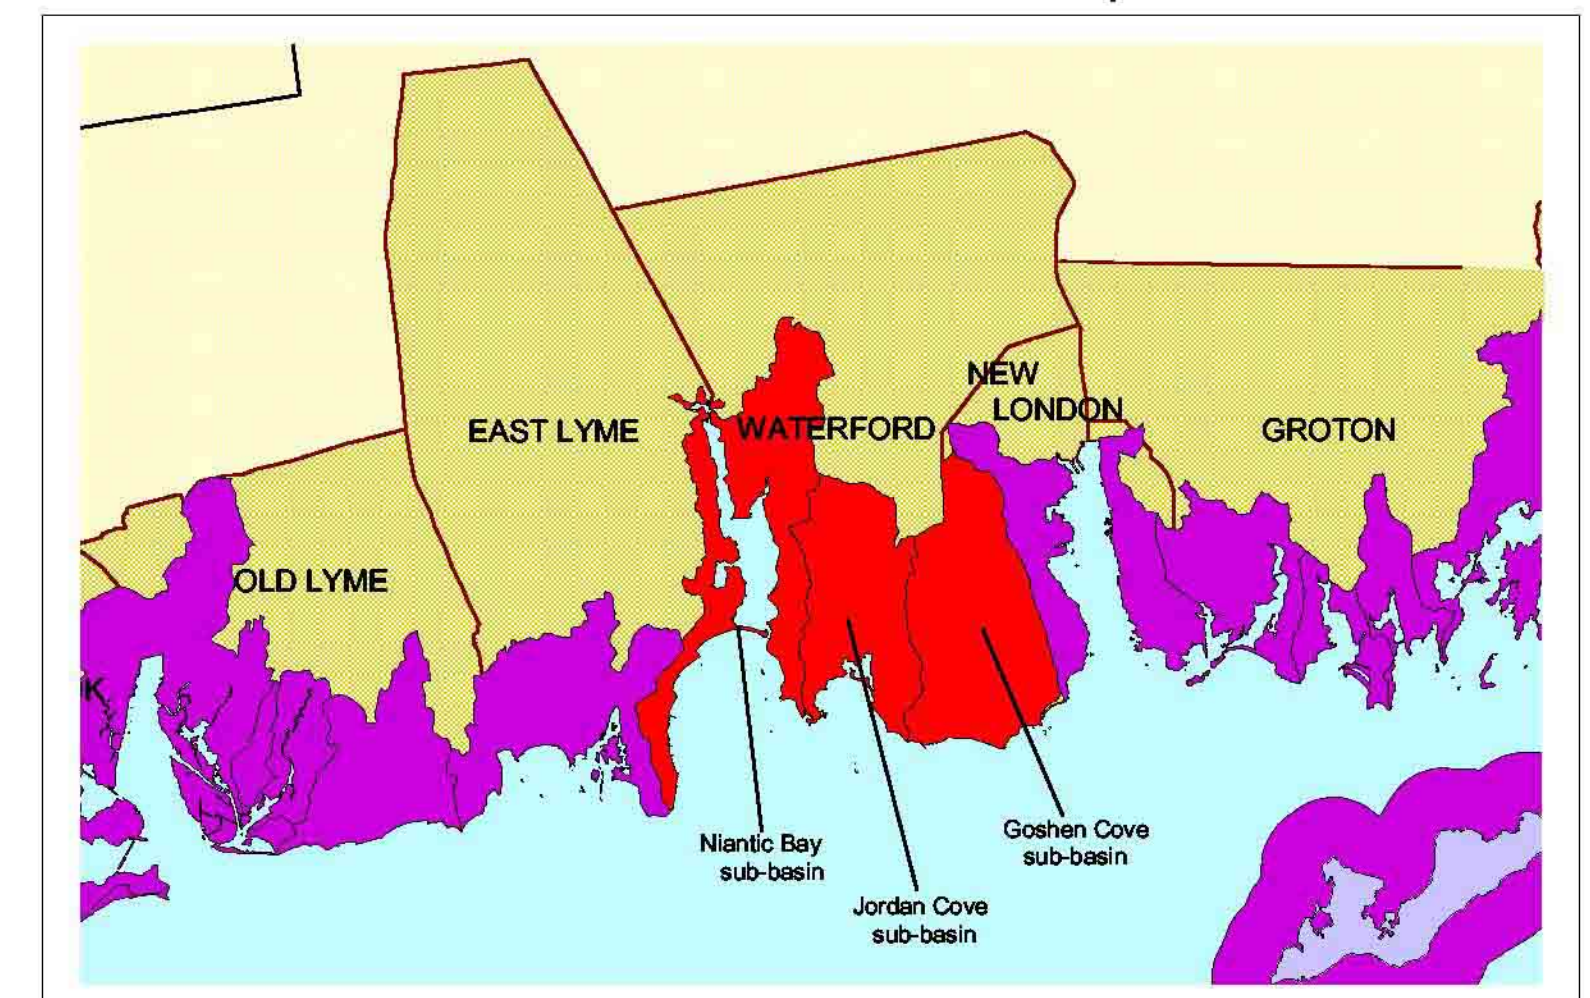 NEW
LONDON
EAST LYME
WATERFORD
GROTON
OLD LYME
K
Niantic Bay
sub-basin
Goshen Cove
sub-basin
Jordan Cove
sub-basin